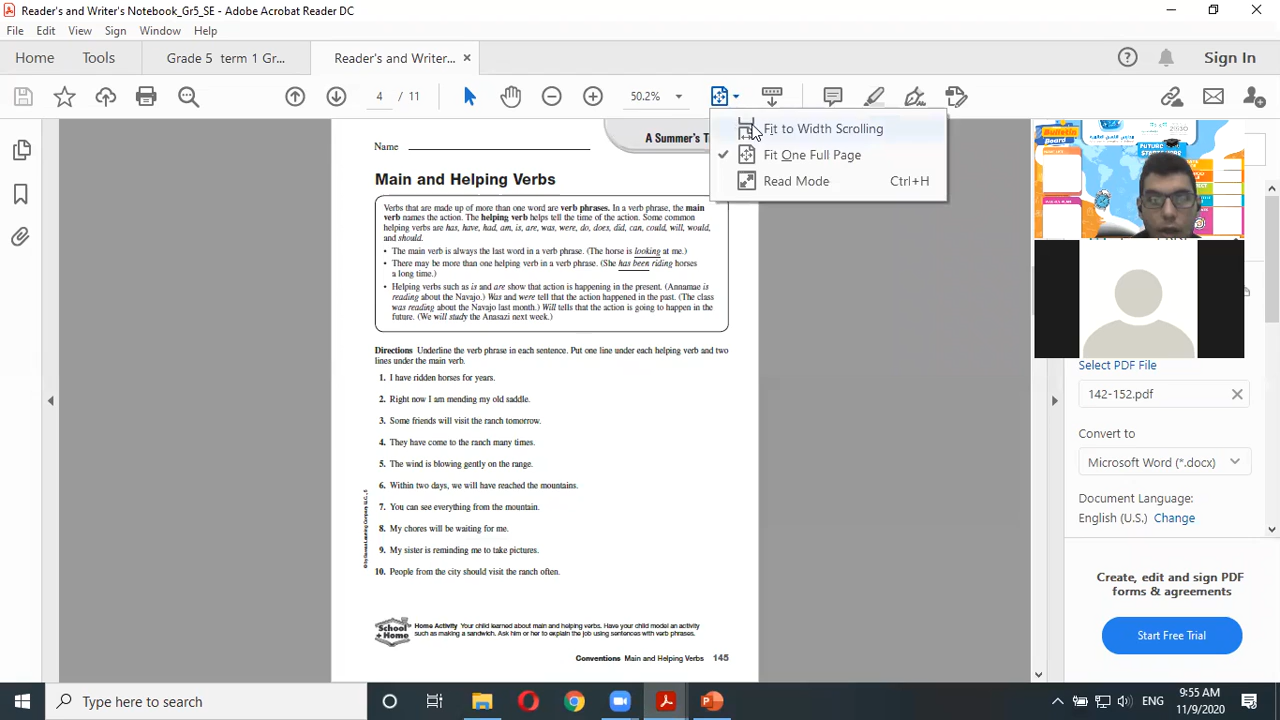 Reader's and Writer's Notebook_Gr5_SE - Adobe Acrobat Reader DC
File Edit View Window Sign Help
Home Tools Grade 5 term 1 Gr... Reader's and Writer... Sign In
4 / 11 50.2%
Fit to Width Scrolling
Fit One Full Page
Read Mode Ctrl+H
A Summer's
Name
Main and Helping Verbs
Verbs that are made up of more than one word are verb phrases. In a verb phrase, the main
verb names the action. The helping verb helps tell the time of the action. Some common
helping verbs are has, have, had, am, is, are, was, were, do, does, did, can, could, will, would,
and should.
• The main verb is always the last word in a verb phrase. (The horse is looking at me.)
• There may be more than one helping verb in a verb phrase. (She has been riding horses
a long time.)
• Helping verbs such as is and are show that action is happening in the present. (Annamae is
reading about the Navajo.) Was and were tell that the action happened in the past. (The class
was reading about the Navajo last month.) Will tells that the action is going to happen in the
future. (We will study the Anasazi next week.)
Directions Underline the verb phrase in each sentence. Put one line under each helping verb and two
lines under the main verb.
1. I have ridden horses for years.
2. Right now I am mending my old saddle.
3. Some friends will visit the ranch tomorrow.
4. They have come to the ranch many times.
5. The wind is blowing gently on the range.
6. Within two days, we will have reached the mountains.
7. You can see everything from the mountain.
8. My chores will be waiting for me.
9. My sister is reminding me to take pictures.
10. People from the city should visit the ranch often.
School + Home
Home Activity Your child learned about main and helping verbs. Have your child model an activity
such as making a sandwich. Ask him or her to explain the job using sentences with verb phrases.
Conventions Main and Helping Verbs 145
Bulletin
Board
Select PDF File
142-152.pdf
Convert to
Microsoft Word (*.docx)
Document Language:
English (U.S.) Change
Create, edit and sign PDF
forms & agreements
Start Free Trial
Type here to search
ENG
9:55 AM
11/9/2020